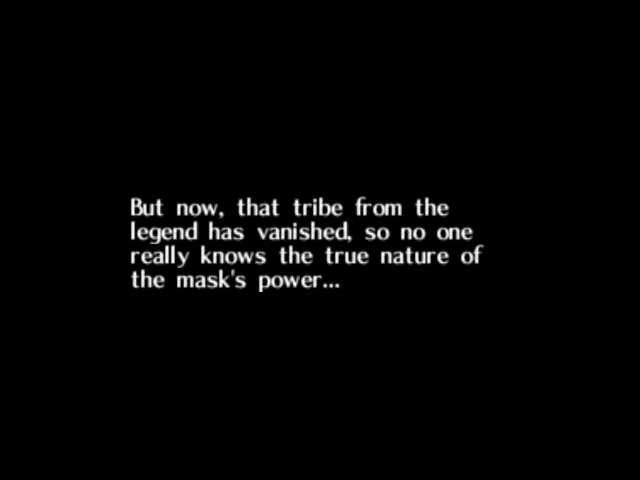 But now, that tribe from the
legend has vanished, so no one
really knows the true nature of
the mask's power...